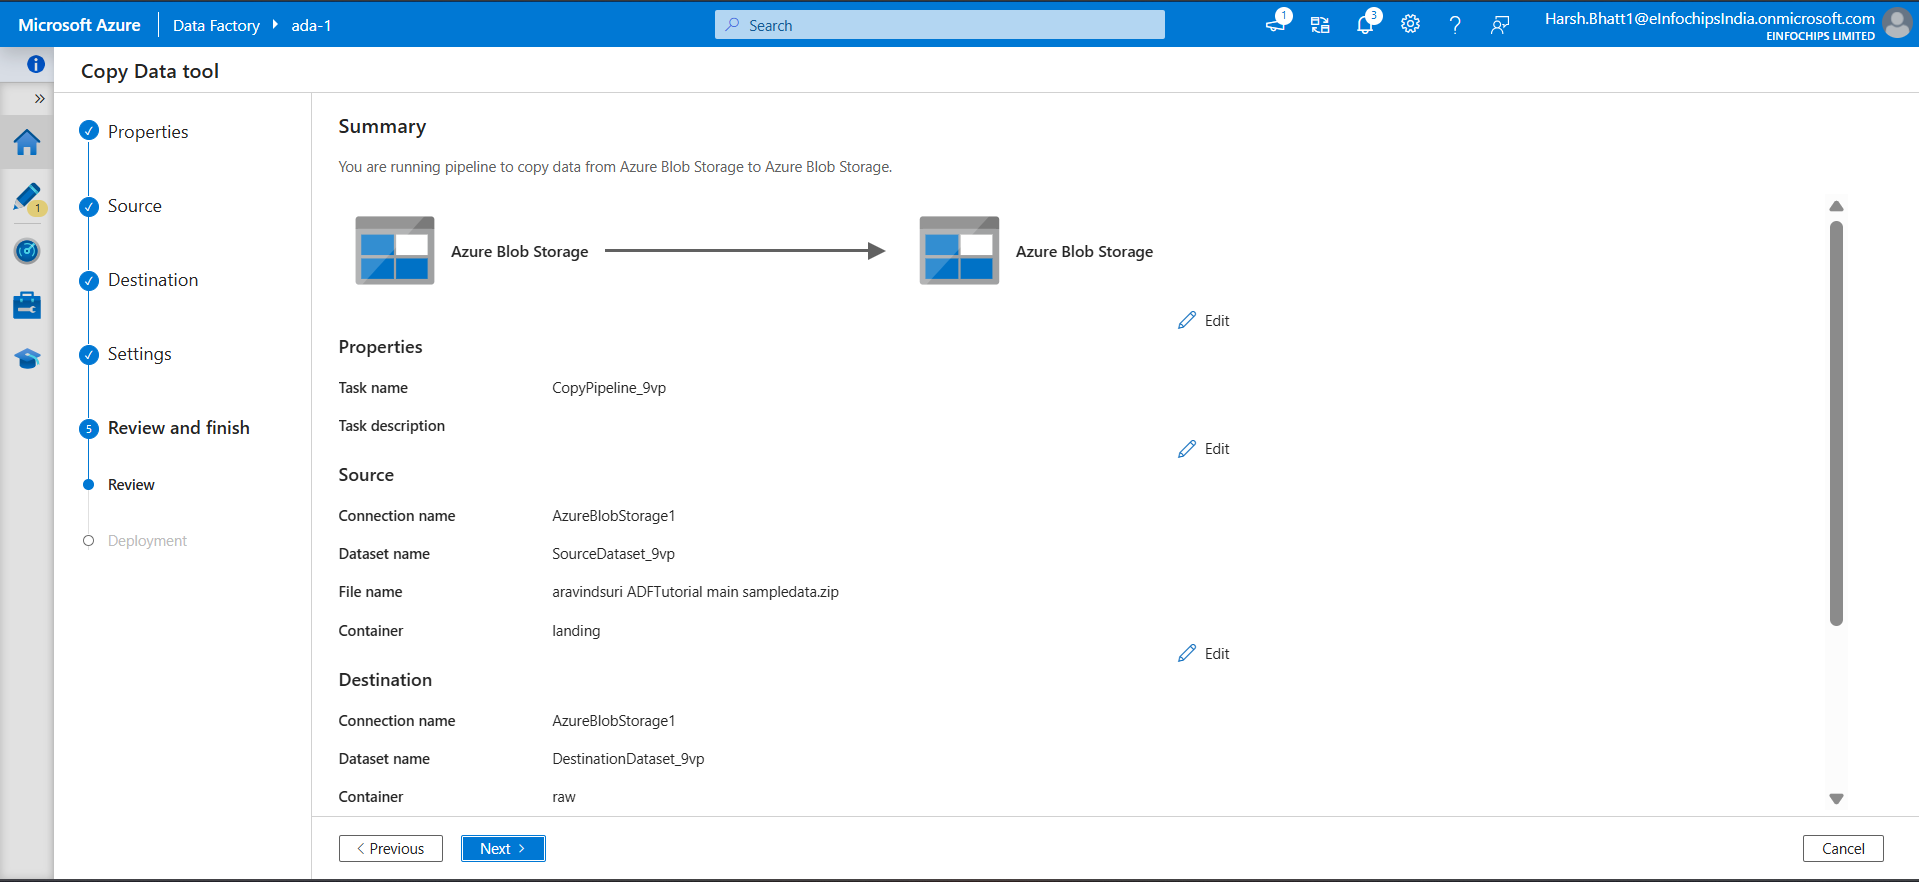 Microsoft Azure
Data Factory
ada-1
Search
1
3
Harsh.Bhatt1@eInfochipsIndia.onmicrosoft.com
EINFOCHIPS LIMITED
Copy Data tool
Properties
Source
Destination
Settings
5
Review and finish
Review
Deployment
1
Summary
You are running pipeline to copy data from Azure Blob Storage to Azure Blob Storage.
Azure Blob Storage
Azure Blob Storage
Edit
Properties
Task name CopyPipeline_9vp
Task description
Edit
Source
Connection name AzureBlobStorage1
Dataset name SourceDataset_9vp
File name aravindsuri ADFTutorial main sampledata.zip
Container landing
Edit
Destination
Connection name AzureBlobStorage1
Dataset name DestinationDataset_9vp
Container raw
< Previous
Next >
Cancel